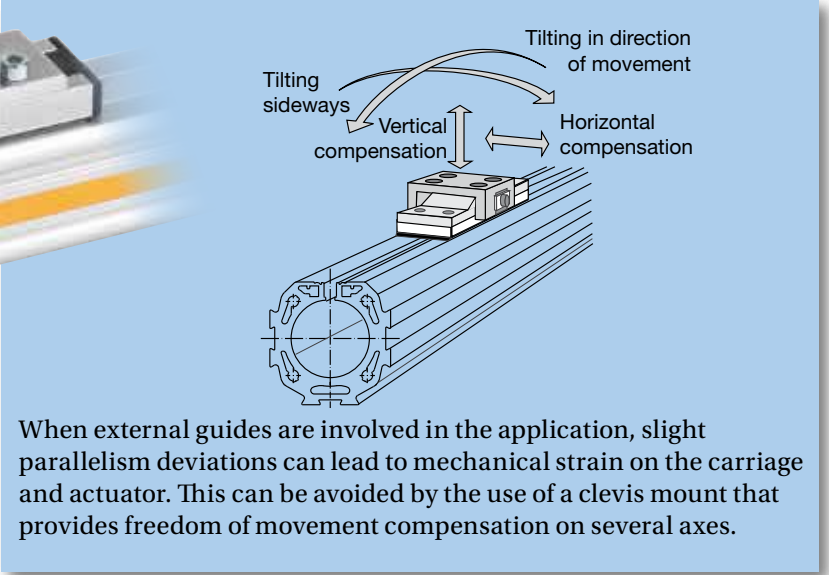 Tilting in direction
of movement
Tilting
sideways
Vertical
compensation
Horizontal
compensation
When external guides are involved in the application, slight
parallelism deviations can lead to mechanical strain on the carriage
and actuator. This can be avoided by the use of a clevis mount that
provides freedom of movement compensation on several axes.